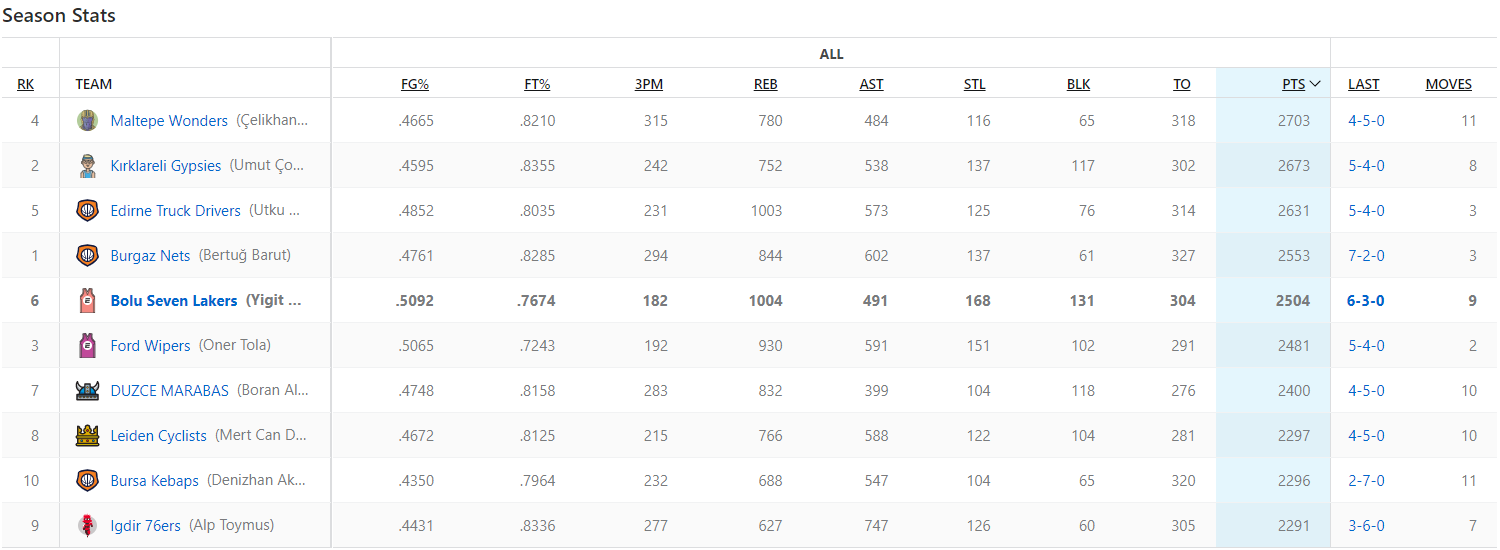 Season Stats
ALL
RK TEAM FG% FT% 3PM REB AST STL BLK TO PTS LAST MOVES
4 Maltepe Wonders (Çelikhan... .4665 .8210 315 780 484 116 65 318 2703 4-5-0 11
2 Kırklareli Gypsies (Umut Ço... .4595 .8355 242 752 538 137 117 302 2673 5-4-0 8
5 Edirne Truck Drivers (Utku ... .4852 .8035 231 1003 573 125 76 314 2631 5-4-0 3
1 Burgaz Nets (Bertuğ Barut) .4761 .8285 294 844 602 137 61 327 2553 7-2-0 3
6 Bolu Seven Lakers (Yigit ... .5092 .7674 182 1004 491 168 131 304 2504 6-3-0 9
3 Ford Wipers (Oner Tola) .5065 .7243 192 930 591 151 102 291 2481 5-4-0 2
7 DUZCE MARABAS (Boran Al... .4748 .8158 283 832 399 104 118 276 2400 4-5-0 10
8 Leiden Cyclists (Mert Can D... .4672 .8125 215 766 588 122 104 281 2297 4-5-0 10
10 Bursa Kebaps (Denizhan Ak... .4350 .7964 232 688 547 104 65 320 2296 2-7-0 11
9 Igdir 76ers (Alp Toymus) .4431 .8336 277 627 747 126 60 305 2291 3-6-0 7